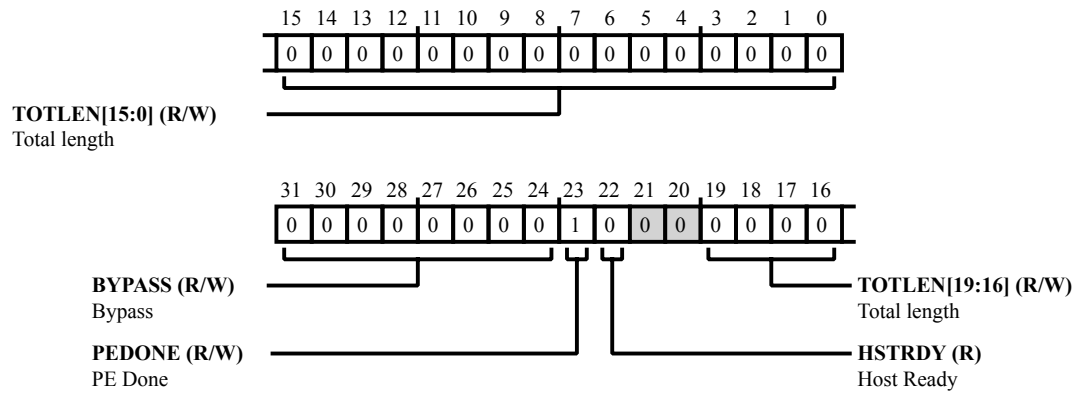 15 14 13 12 11 10 9 8 7 6 5 4 3 2 1 0
0 0 0 0 0 0 0 0 0 0 0 0 0 0 0 0
TOTLEN[15:0] (R/W)
Total length
31 30 29 28 27 26 25 24 23 22 21 20 19 18 17 16
0 0 0 0 0 0 0 0 1 0 0 0 0 0 0 0
BYPASS (R/W)
Bypass
TOTLEN[19:16] (R/W)
Total length
PEDONE (R/W)
PE Done
HSTRDY (R)
Host Ready